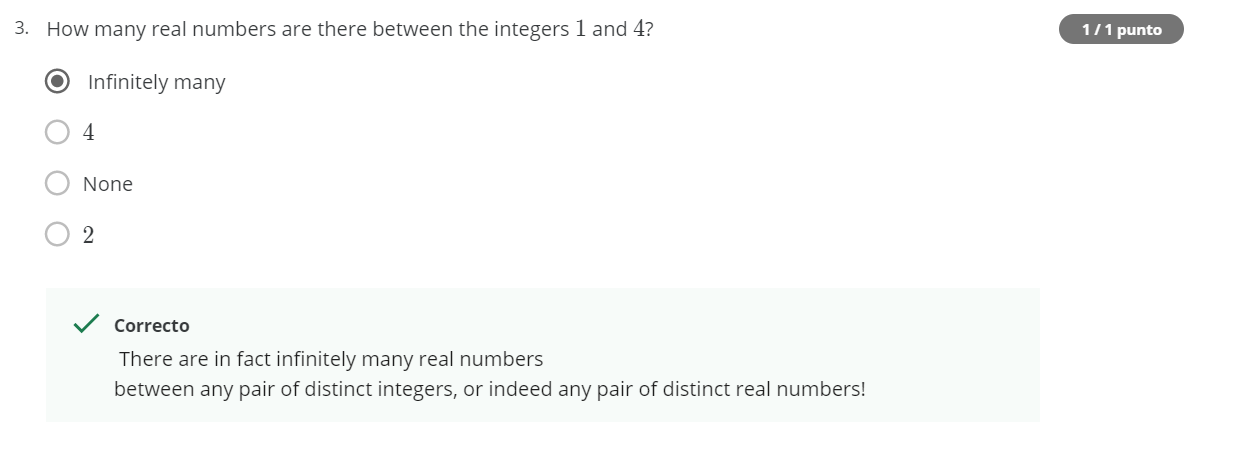 3. How many real numbers are there between the integers 1 and 4?
1 / 1 punto
Infinitely many
4
None
2
Correcto
There are in fact infinitely many real numbers
between any pair of distinct integers, or indeed any pair of distinct real numbers!